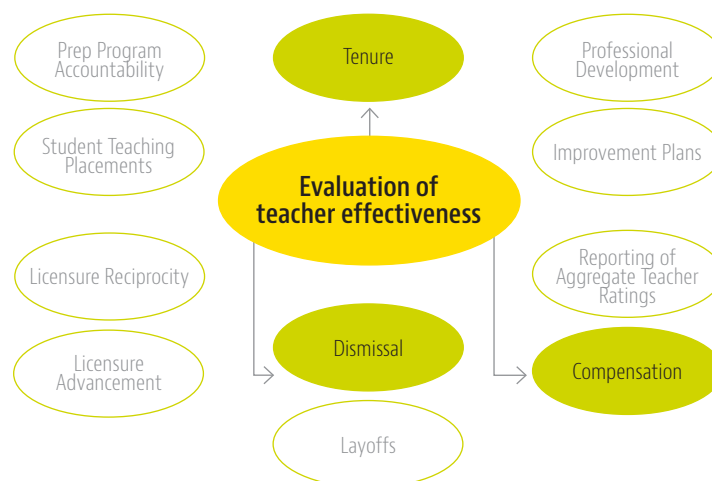 Prep Program
Accountability
Tenure
Professional
Development
Student Teaching
Placements
Evaluation of
teacher effectiveness
Improvement Plans
Licensure Reciprocity
Reporting of
Aggregate Teacher
Ratings
Licensure
Advancement
Dismissal
Compensation
Layoffs